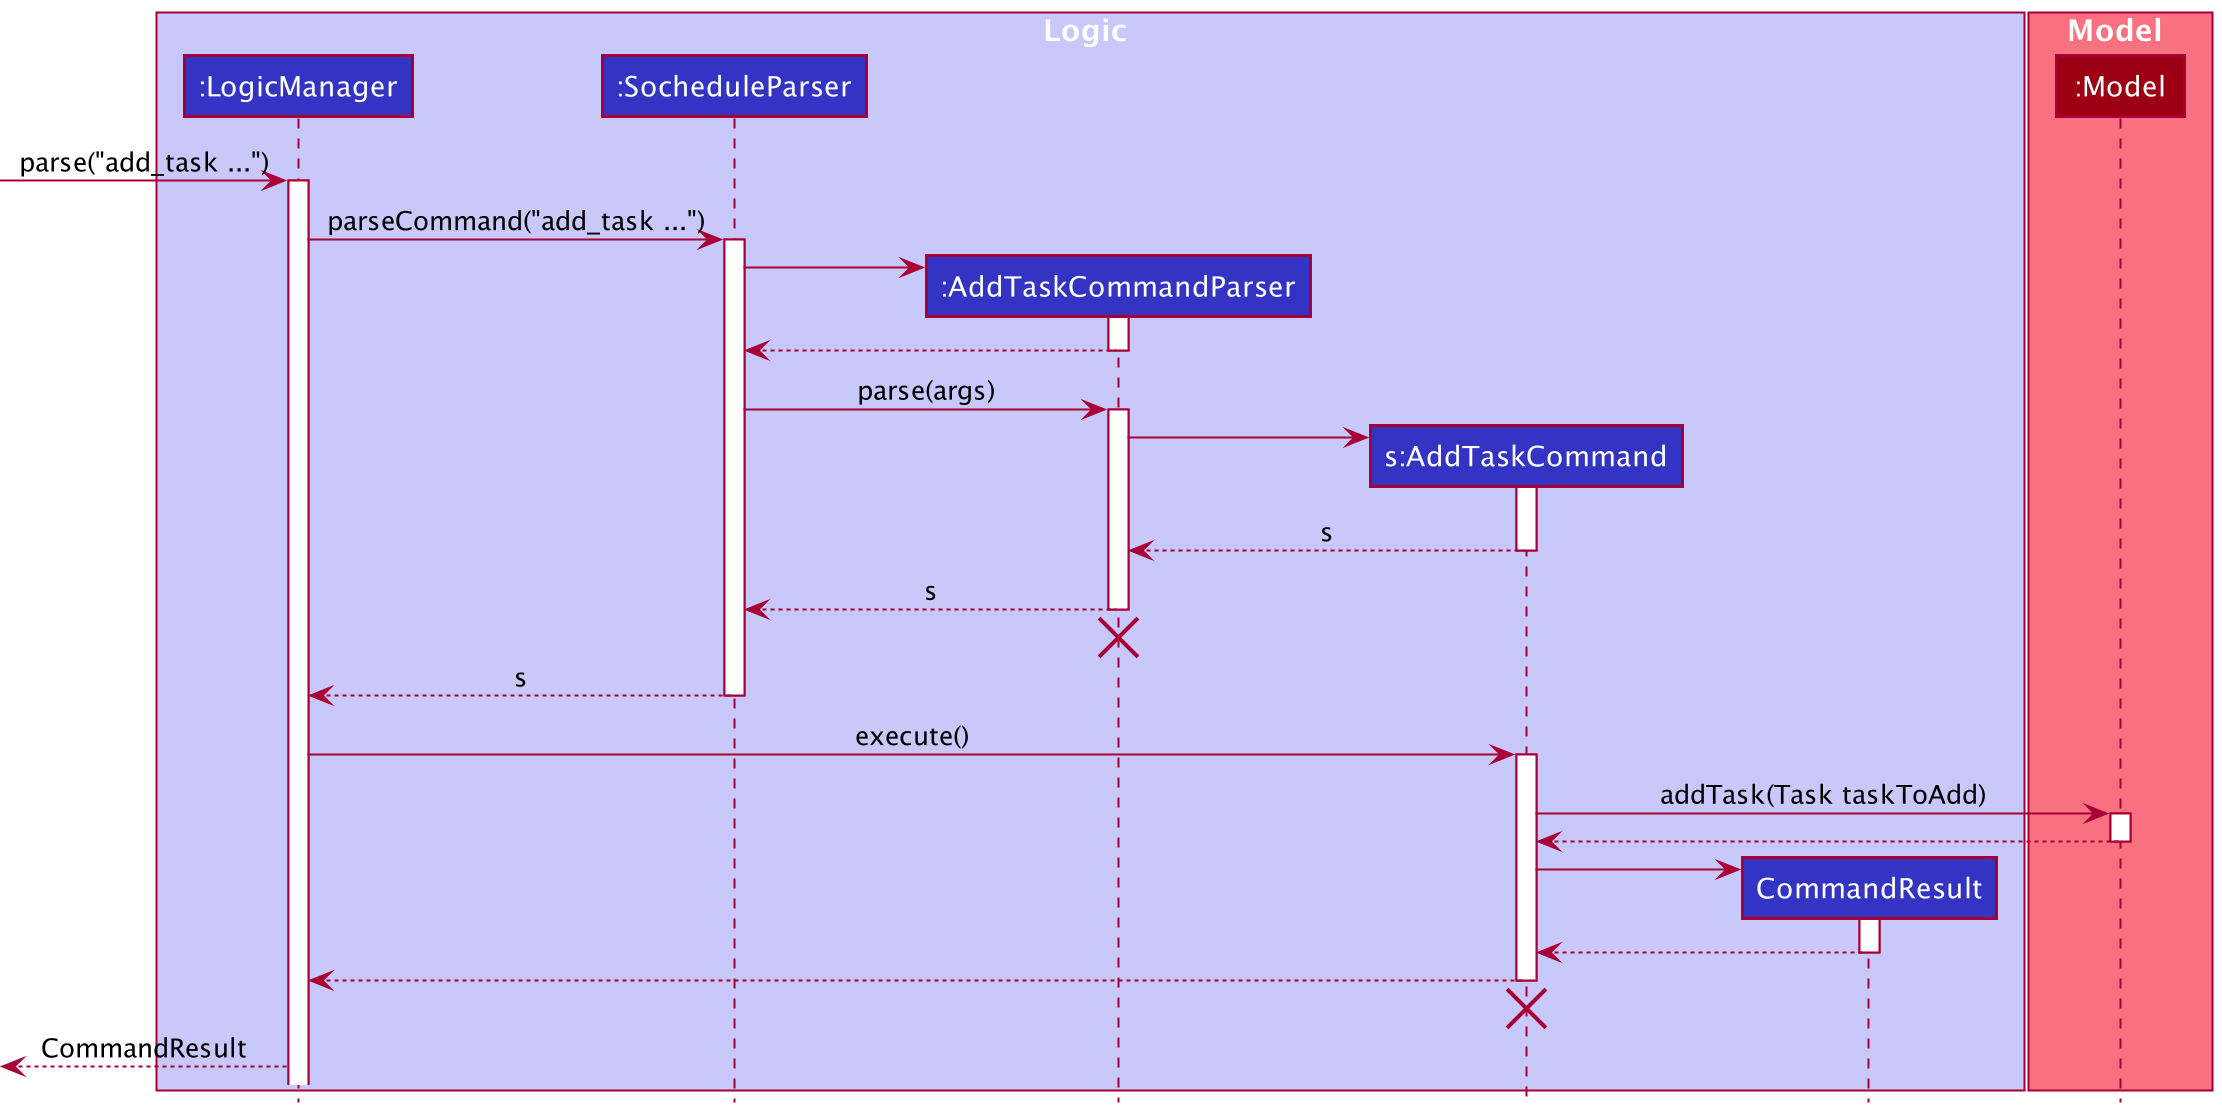 Logic
Model
:LogicManager
:SocheduleParser
:Model
parse("add_task ...")
parseCommand("add_task ...")
:AddTaskCommandParser
parse(args)
s:AddTaskCommand
s
s
s
execute()
addTask(Task taskToAdd)
CommandResult
CommandResult